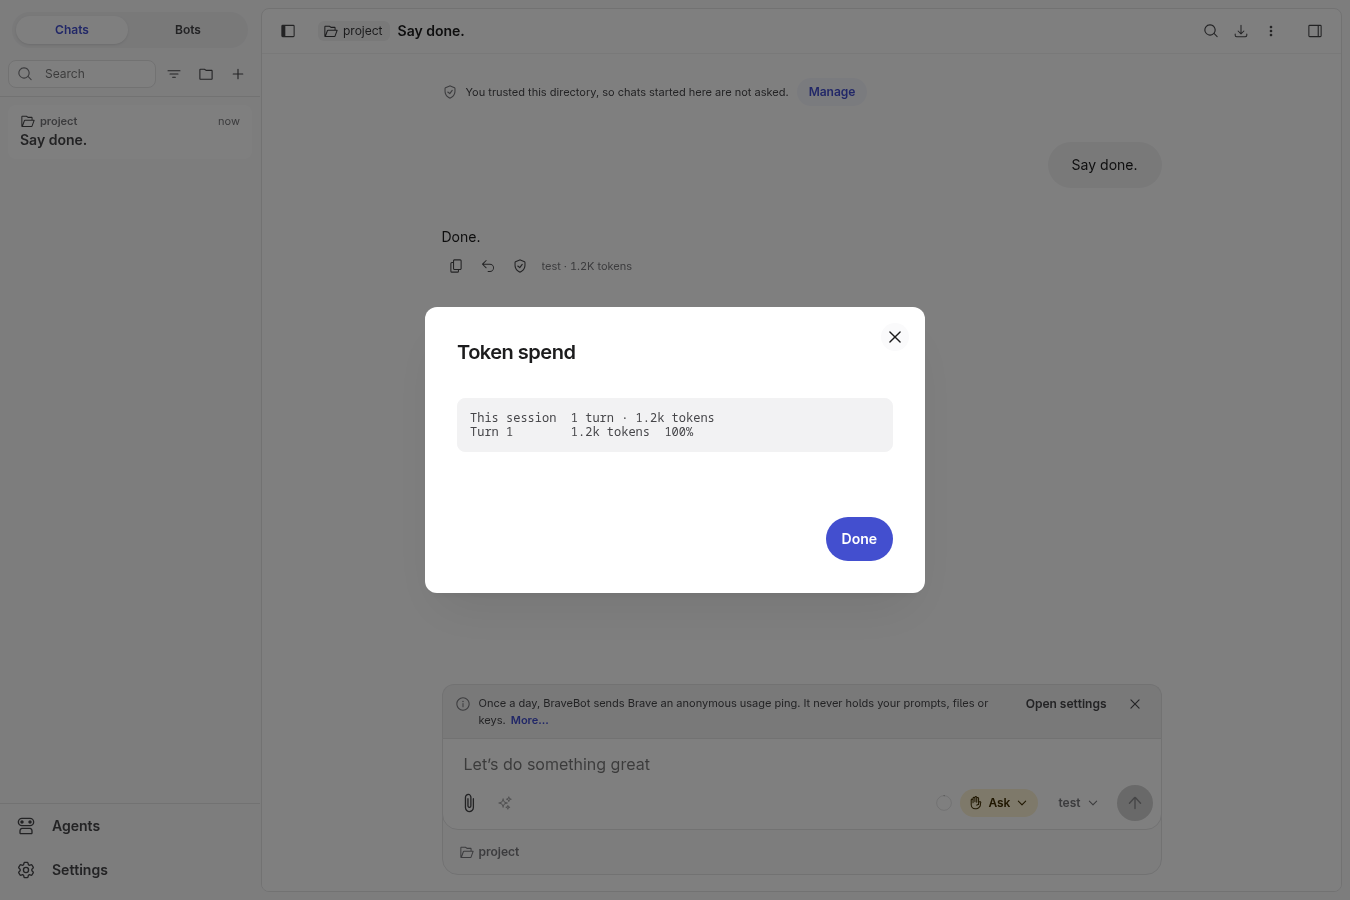 Chats
Bots
Search
project
now
Say done.
Agents
Settings
project
Say done.
You trusted this directory, so chats started here are not asked.
Manage
Say done.
Done.
test · 1.2K tokens
Token spend
This session  1 turn · 1.2k tokens
Turn 1        1.2k tokens  100%
Done
Once a day, BraveBot sends Brave an anonymous usage ping. It never holds your prompts, files or
keys. More...
Open settings
Let's do something great
Ask
test
project